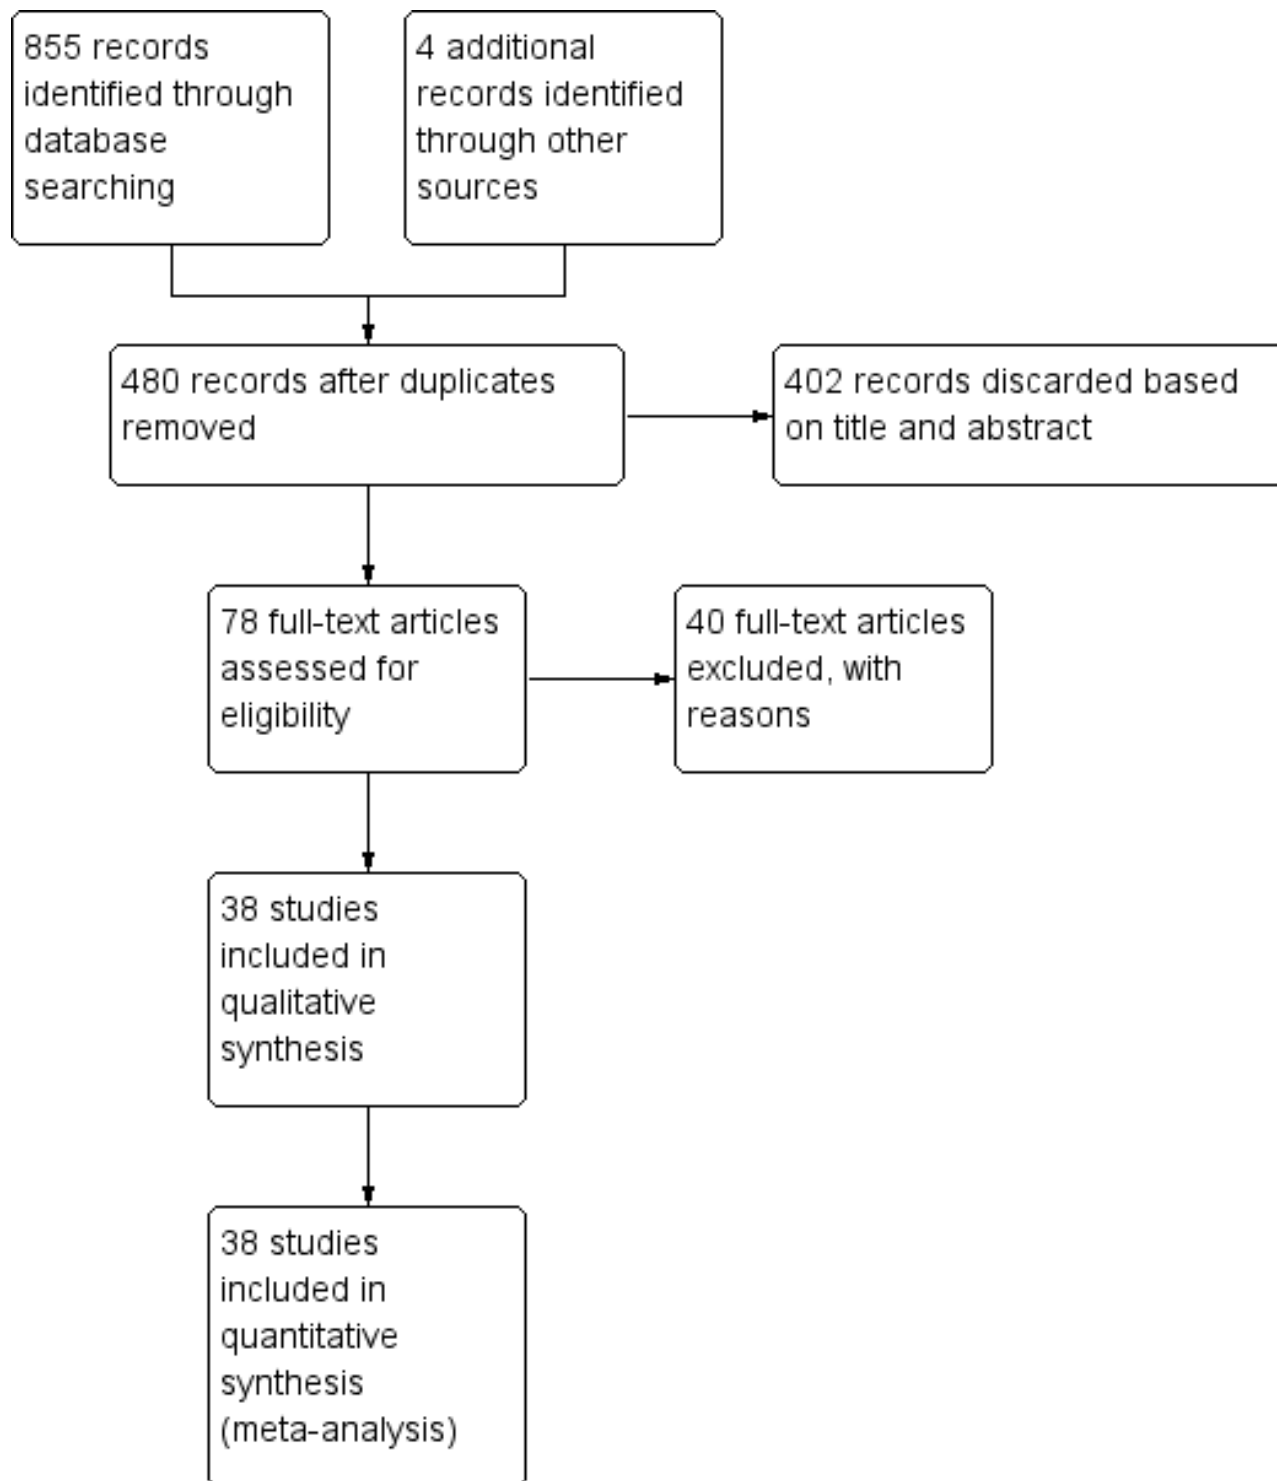 855 records
identified through
database
searching
4 additional
records identified
through other
sources
480 records after duplicates
removed
402 records discarded based
on title and abstract
78 full-text articles
assessed for
eligibility
40 full-text articles
excluded, with
reasons
38 studies
included in
qualitative
synthesis
38 studies
included in
quantitative
synthesis
(meta-analysis)